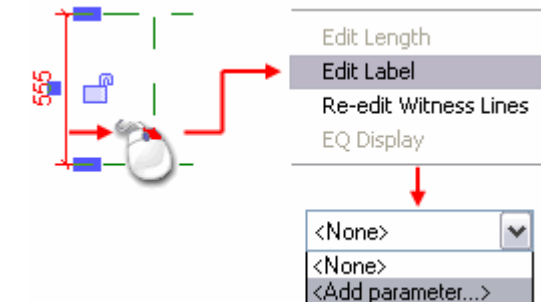 555
Edit Length
Edit Label
Re-edit Witness Lines
EQ Display
<None>
<None>
<Add parameter...>